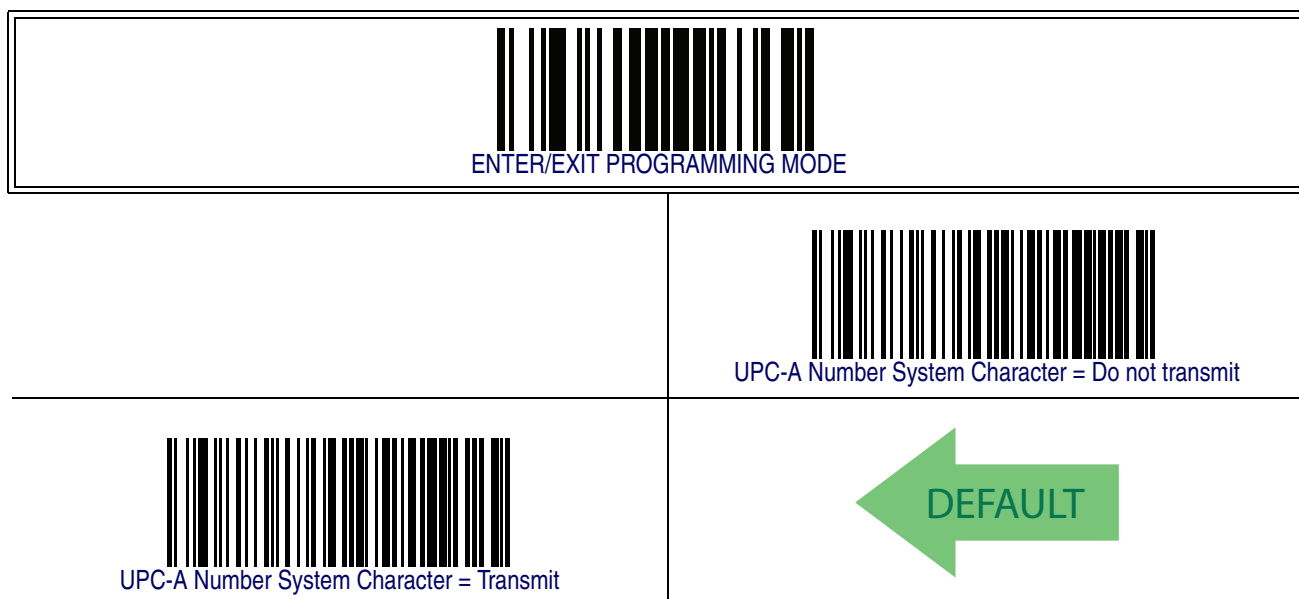 ENTER/EXIT PROGRAMMING MODE
UPC-A Number System Character = Do not transmit
UPC-A Number System Character = Transmit
DEFAULT